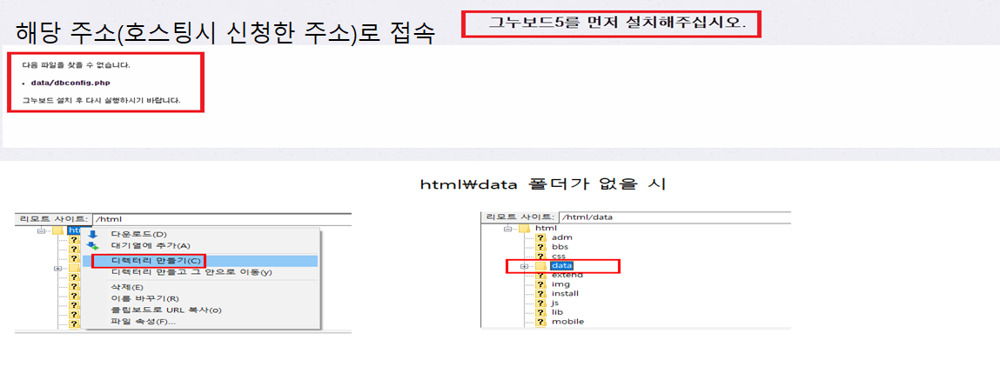 해당 주소(호스팅시 신청한 주소)로 접속
그누보드5를 먼저 설치해주십시오.
다음 파일을 찾을 수 없습니다.
• data/dbconfig.php
그누보드 설치 후 다시 실행하시기 바랍니다.
html\data 폴더가 없을 시
리모트 사이트: /html
html
다운로드(D)
대기열에 추가(A)
디렉터리 만들기(C)
디렉터리 만들고 그 안으로 이동(y)
삭제(E)
이름 바꾸기(R)
클립보드로 URL 복사(o)
파일 속성(F)...
리모트 사이트: /html/data
html
adm
bbs
css
data
extend
img
install
js
lib
mobile